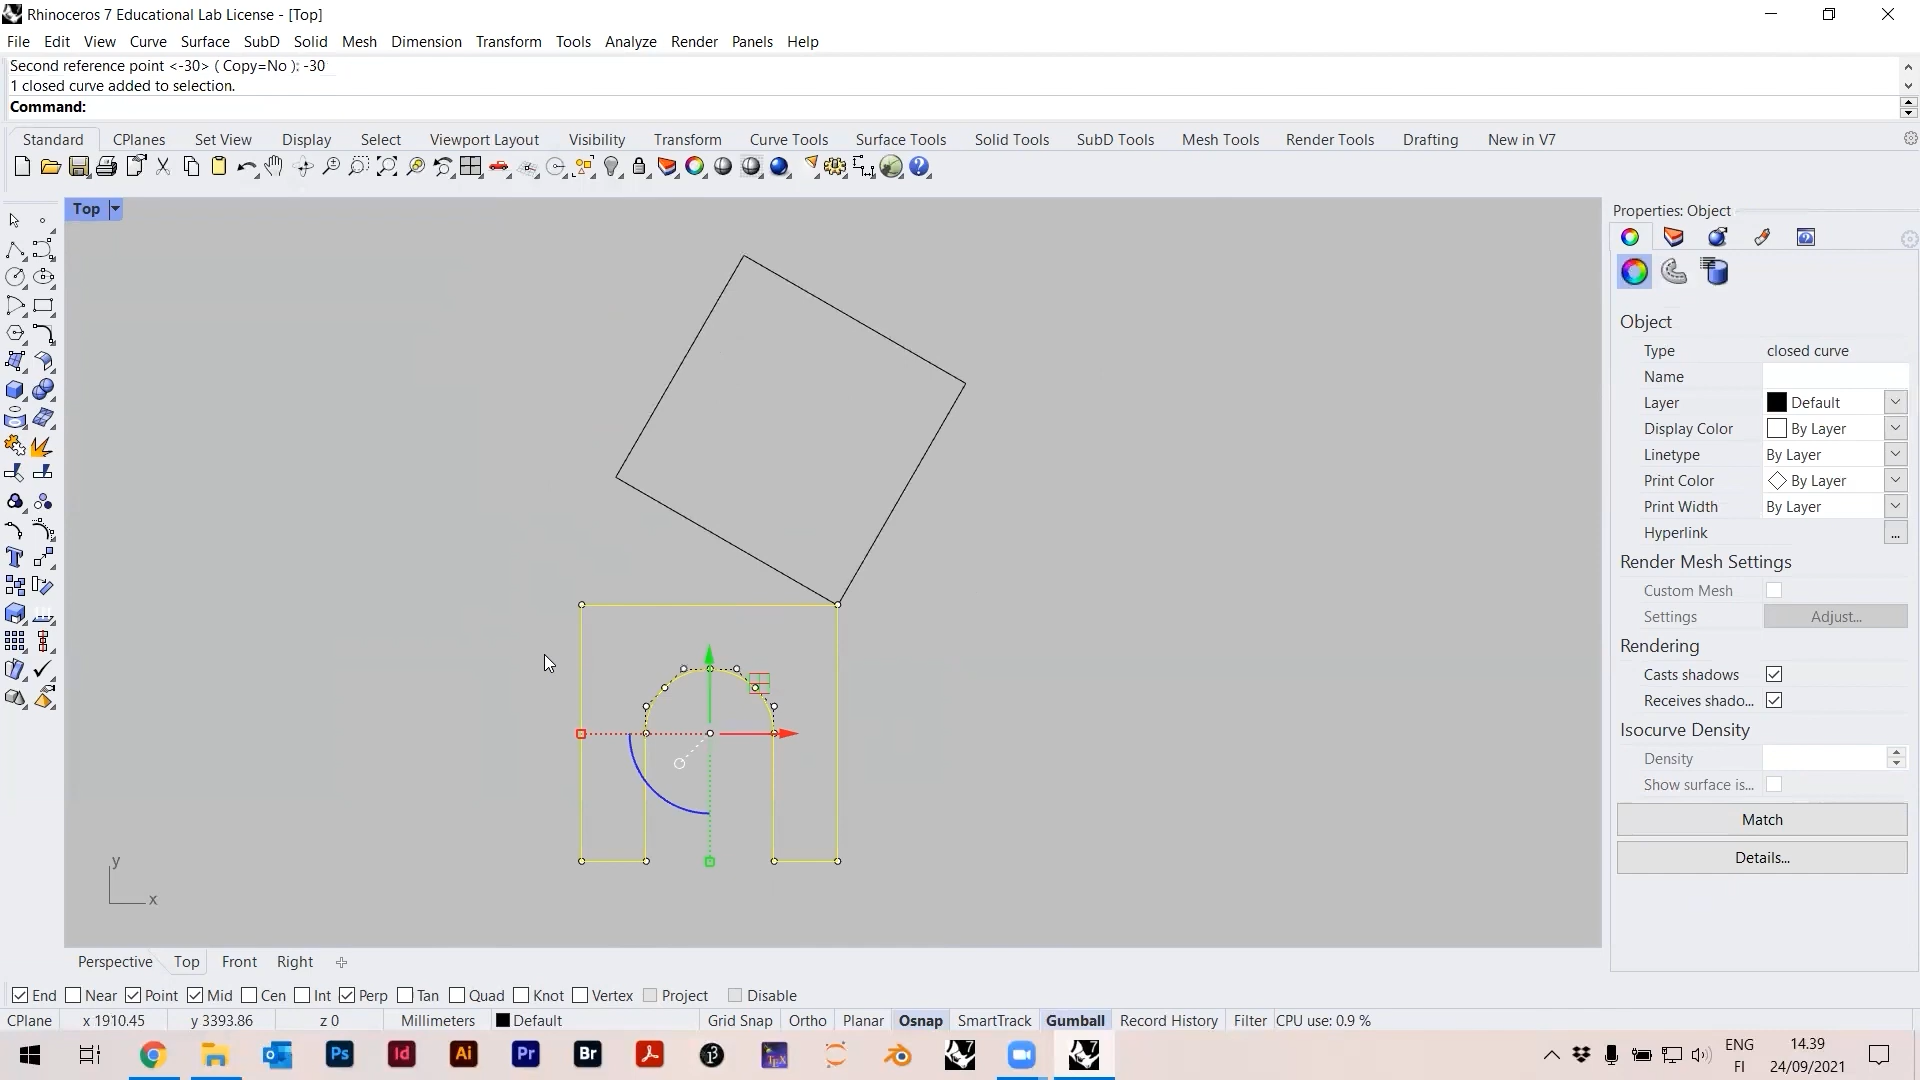 Rhinoceros 7 Educational Lab License - [Top]
File Edit View Curve Surface SubD Solid Mesh Dimension Transform Tools Analyze Render Panels Help
Second reference point <-30> ( Copy=No ): -30
1 closed curve added to selection.
Command:
Standard CPlanes Set View Display Select Viewport Layout Visibility Transform Curve Tools Surface Tools Solid Tools SubD Tools Mesh Tools Render Tools Drafting New in V7
Top
Properties: Object
Object
Type closed curve
Name
Layer Default
Display Color By Layer
Linetype By Layer
Print Color By Layer
Print Width By Layer
Hyperlink ...
Render Mesh Settings
Custom Mesh
Settings Adjust...
Rendering
Casts shadows
Receives shado...
Isocurve Density
Density
Show surface is...
Match
Details...
y
x
Perspective Top Front Right
End Near Point Mid Cen Int Perp Tan Quad Knot Vertex Project Disable
CPlane x 1910.45 y 3393.86 z 0 Millimeters Default Grid Snap Ortho Planar Osnap SmartTrack Gumball Record History Filter CPU use: 0.9 %
Ps Id Ai Pr Br
ENG
FI
14.39
24/09/2021